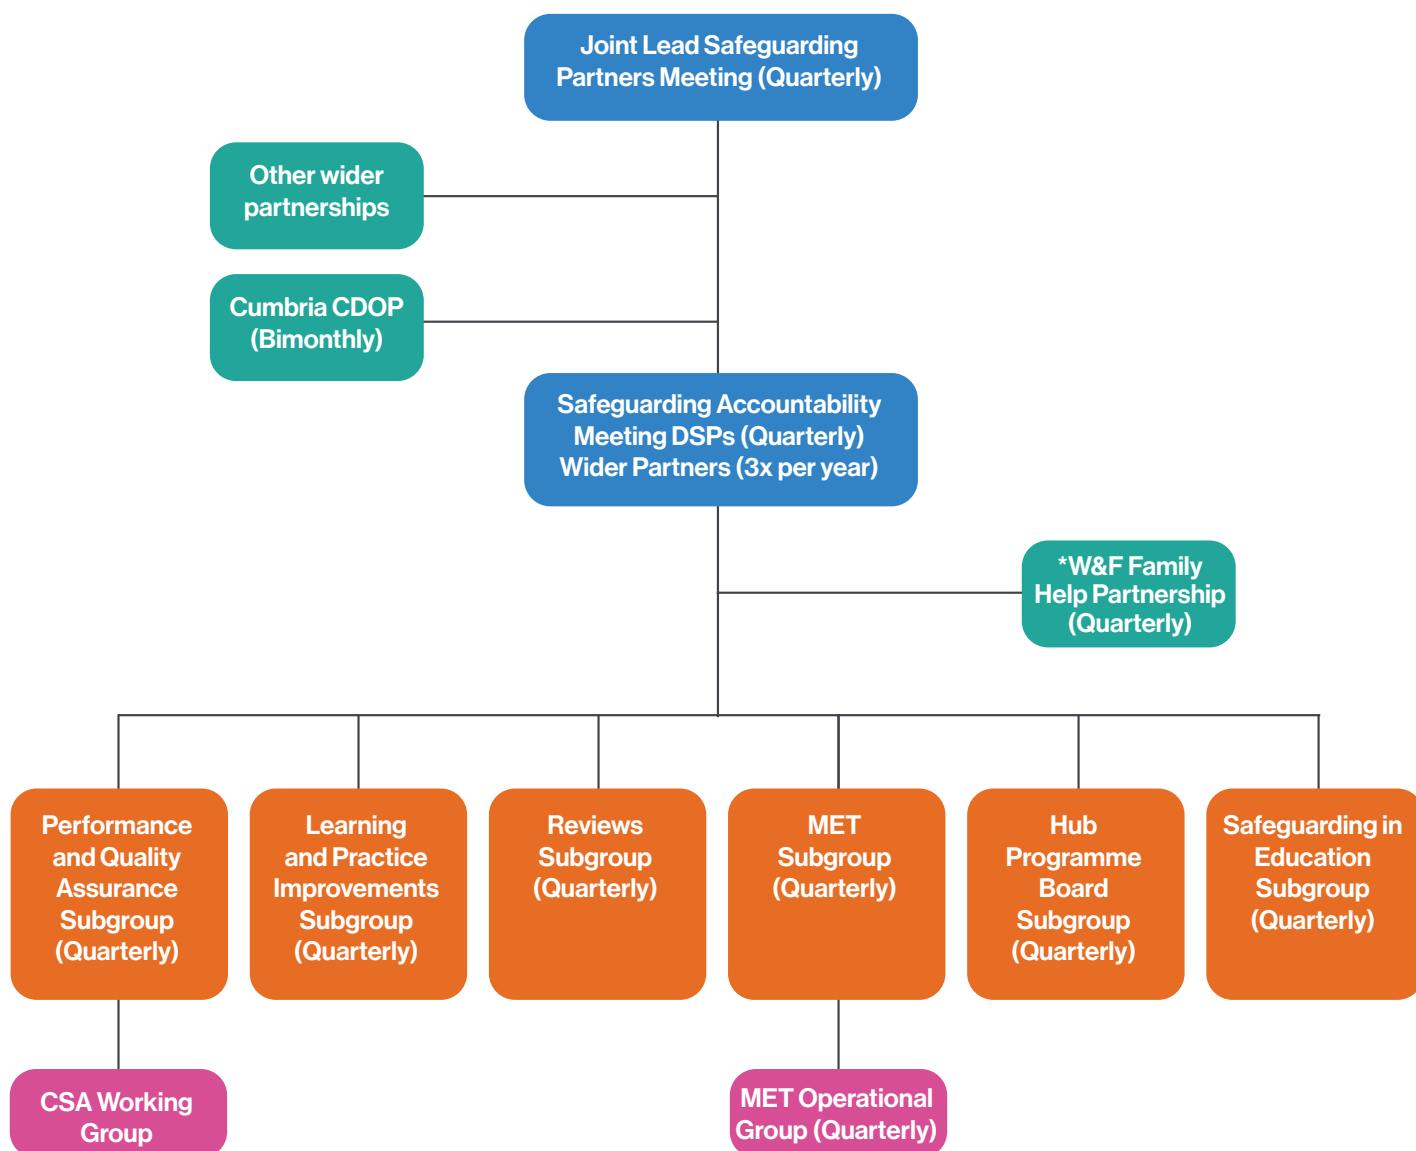 Joint Lead Safeguarding
Partners Meeting (Quarterly)
Other wider
partnerships
Cumbria CDOP
(Bimonthly)
Safeguarding Accountability
Meeting DSPs (Quarterly)
Wider Partners (3x per year)
*W&F Family
Help Partnership
(Quarterly)
Performance
and Quality
Assurance
Subgroup
(Quarterly)
Learning
and Practice
Improvements
Subgroup
(Quarterly)
Reviews
Subgroup
(Quarterly)
MET
Subgroup
(Quarterly)
Hub
Programme
Board
Subgroup
(Quarterly)
Safeguarding in
Education
Subgroup
(Quarterly)
CSA Working
Group
MET Operational
Group (Quarterly)